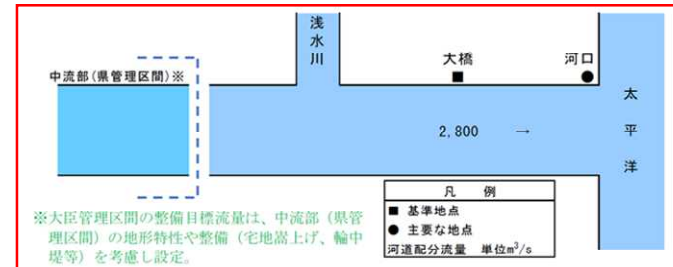 浅水川
中流部(県管理区間)※
大橋
河口
太平洋
2,800 →
凡 例
■ 基準地点
● 主要な地点
河道配分流量 単位m³/s
※大臣管理区間の整備目標流量は、中流部（県管
理区間）の地形特性や整備（宅地嵩上げ、輪中
堤等）を考慮し設定。